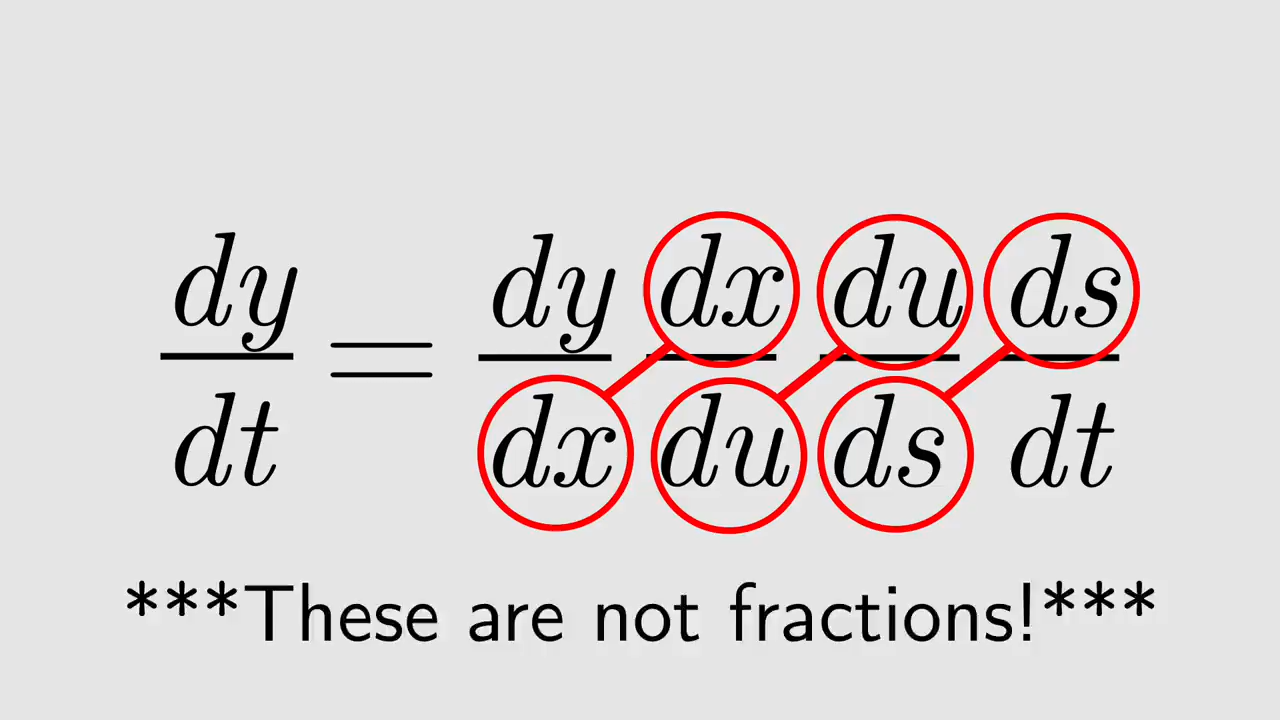 dy/dt = dy/dx dx/du du/ds ds/dt
***These are not fractions!***